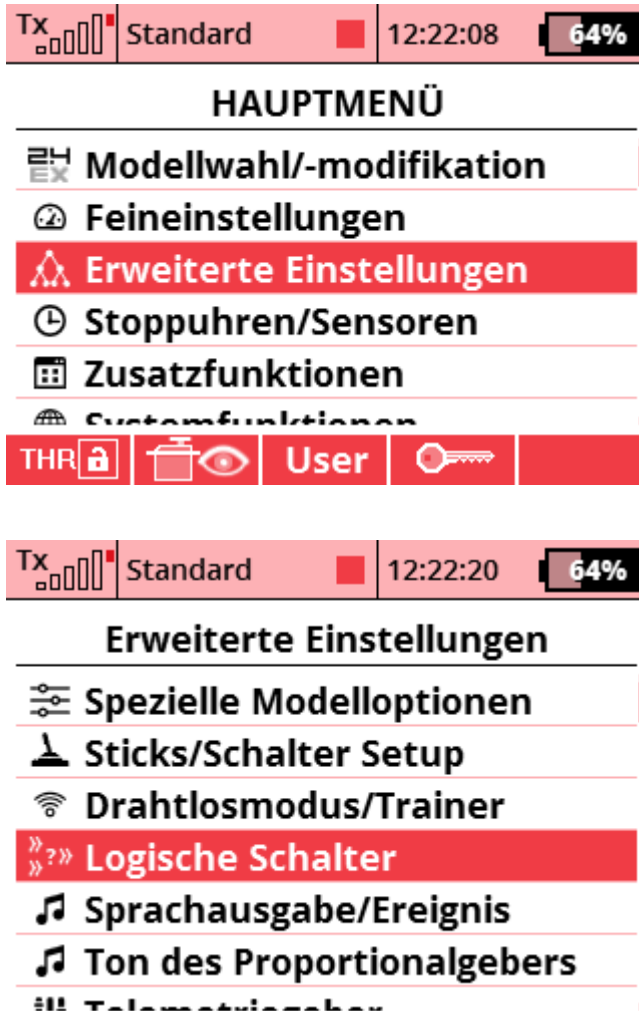 Tx Standard 12:22:08 64%
HAUPTMENÜ
Modellwahl/-modifikation
Feineinstellungen
Erweiterte Einstellungen
Stoppuhren/Sensoren
Zusatzfunktionen
Systemfunktionen
THR User
Tx Standard 12:22:20 64%
Erweiterte Einstellungen
Spezielle Modelloptionen
Sticks/Schalter Setup
Drahtlosmodus/Trainer
Logische Schalter
Sprachausgabe/Ereignis
Ton des Proportionalgebers
Telemetriegeber